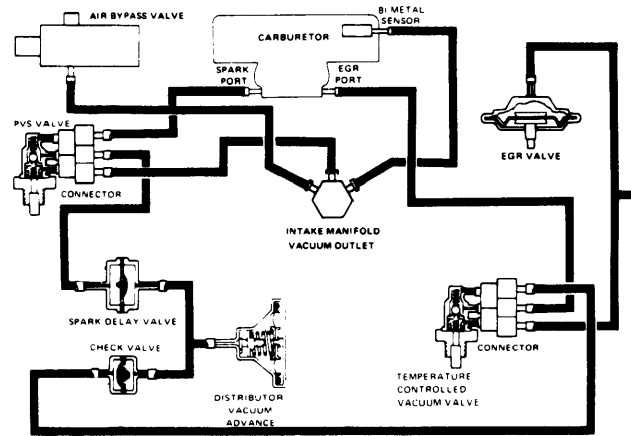 AIR BYPASS VALVE
BI METAL
SENSOR
CARBURETOR
SPARK
PORT
EGR
PORT
PVS VALVE
EGR VALVE
CONNECTOR
INTAKE MANIFOLD
VACUUM OUTLET
SPARK DELAY VALVE
CONNECTOR
CHECK VALVE
DISTRIBUTOR
VACUUM
ADVANCE
TEMPERATURE
CONTROLLED
VACUUM VALVE